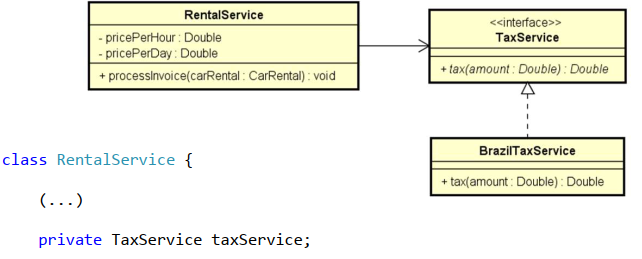 RentalService
- pricePerHour : Double
- pricePerDay : Double
+ processInvoice(carRental : CarRental) : void
<<interface>>
TaxService
+ tax(amount : Double) : Double
BrazilTaxService
+ tax(amount : Double) : Double
class RentalService {
(...)
private TaxService taxService;